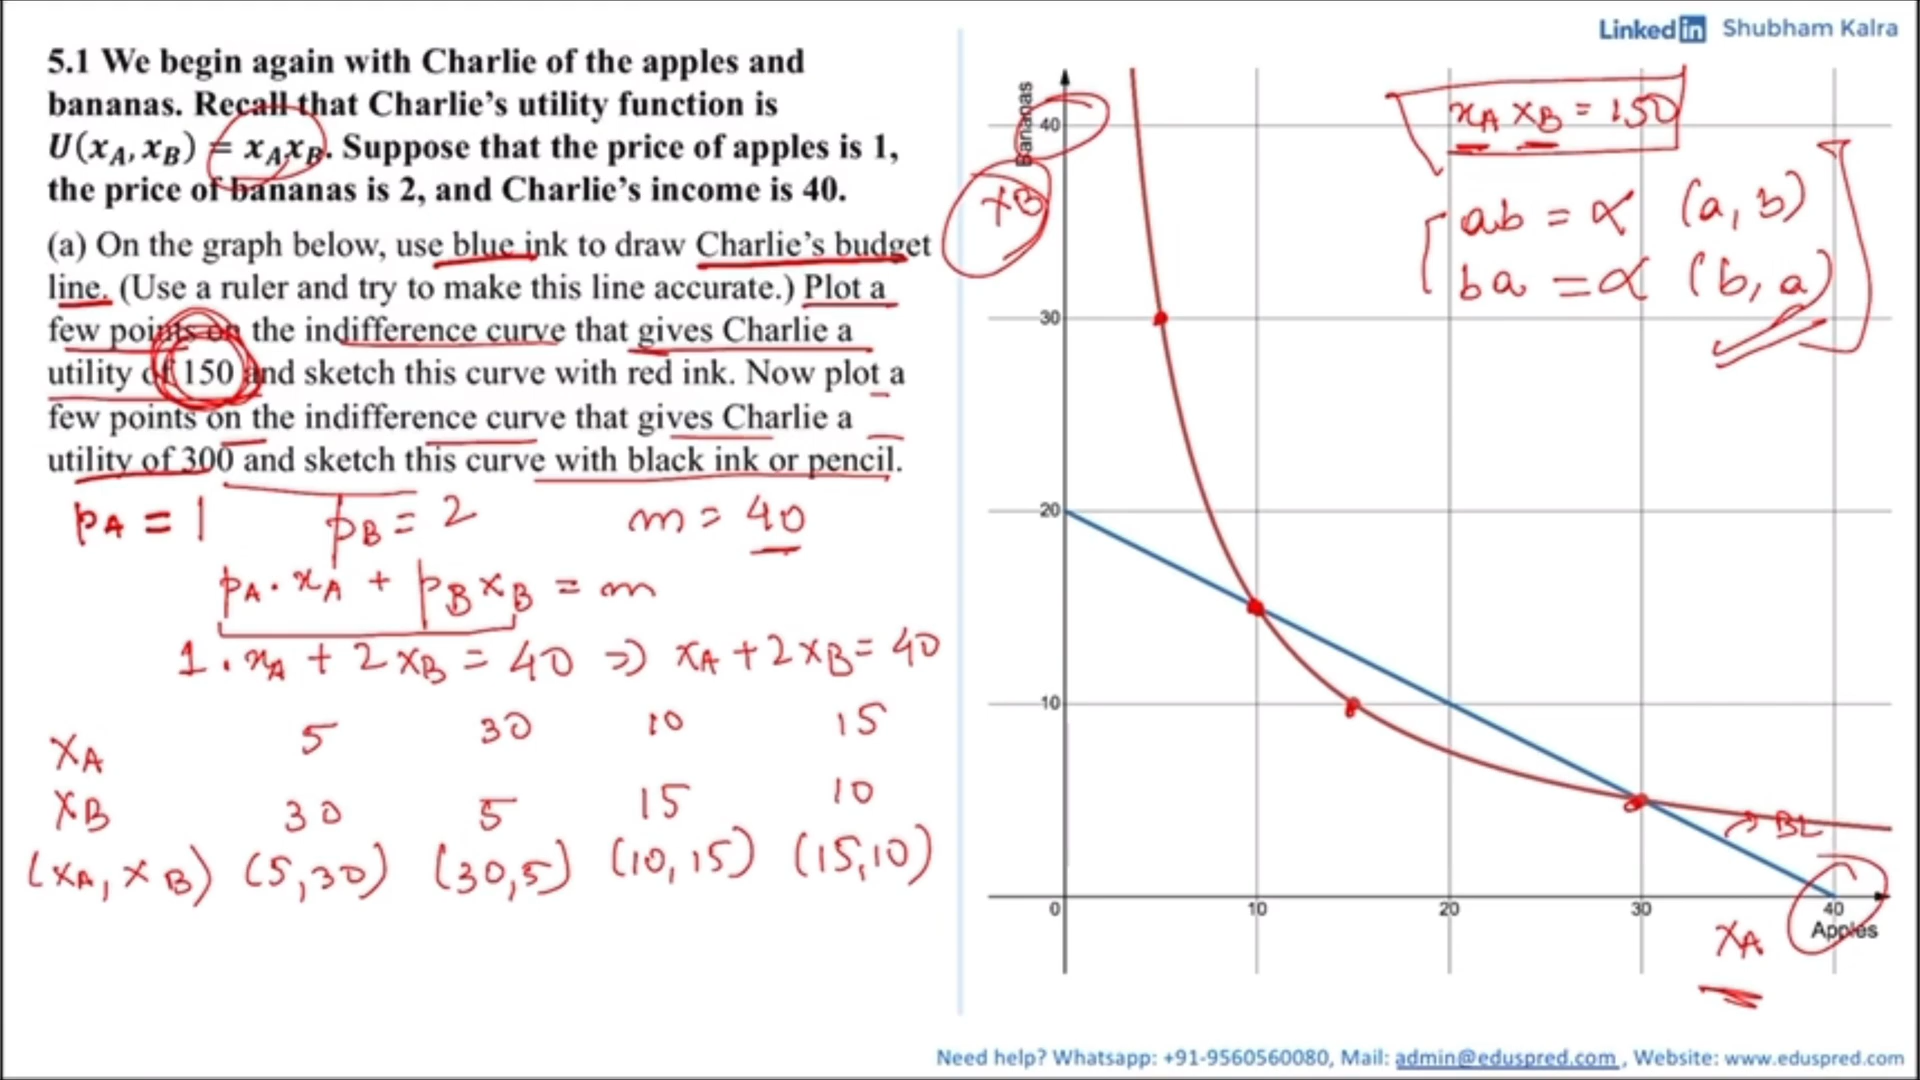 Linked in Shubham Kalra
5.1 We begin again with Charlie of the apples and
bananas. Recall that Charlie's utility function is
U(x_A, x_B) = x_A x_B. Suppose that the price of apples is 1,
the price of bananas is 2, and Charlie's income is 40.
(a) On the graph below, use blue ink to draw Charlie's budget
line. (Use a ruler and try to make this line accurate.) Plot a
few points on the indifference curve that gives Charlie a
utility of 150 and sketch this curve with red ink. Now plot a
few points on the indifference curve that gives Charlie a
utility of 300 and sketch this curve with black ink or pencil.
pA = 1 pB = 2 m = 40
pA · xA + pB xB = m
1 · xA + 2 xB = 40 ⇒ xA + 2xB = 40
xA 5 30 10 15
xB 30 5 15 10
(xA, xB) (5,30) (30,5) (10,15) (15,10)
Bananas
xB
xA xB = 150
ab = α (a, b)
ba = α (b, a)
40
30
20
10
BL
0 10 20 30 40
Apples
xA
Need help? Whatsapp: +91-9560560080, Mail: admin@eduspred.com , Website: www.eduspred.com